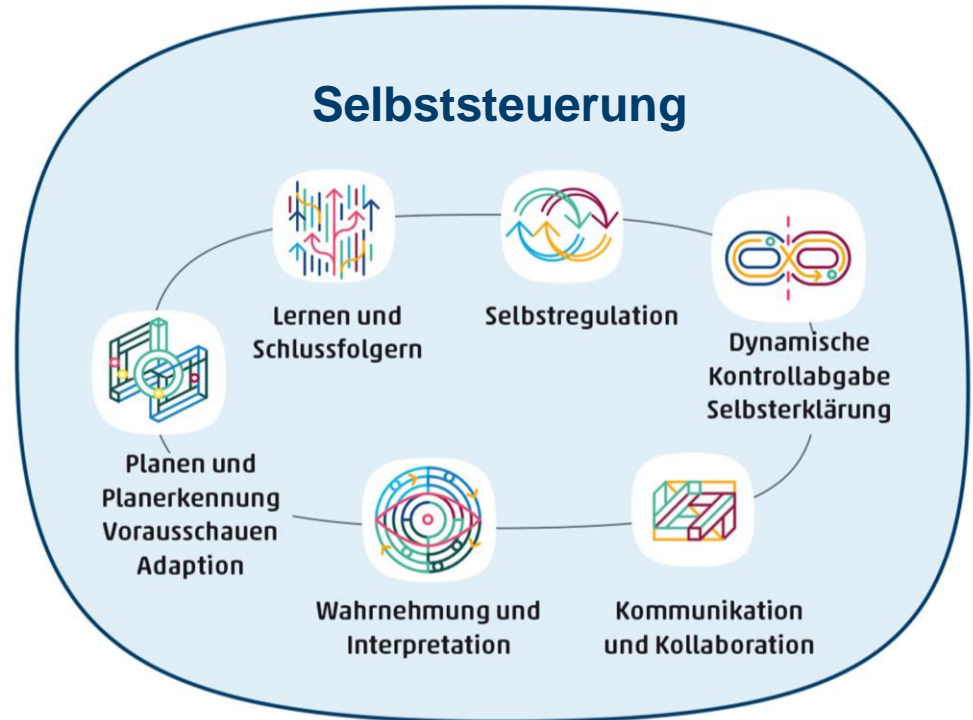 Selbststeuerung
Lernen und
Schlussfolgern
Selbstregulation
Dynamische
Kontrollabgabe
Selbsterklärung
Planen und
Planerkennung
Vorausschauen
Adaption
Wahrnehmung und
Interpretation
Kommunikation
und Kollaboration